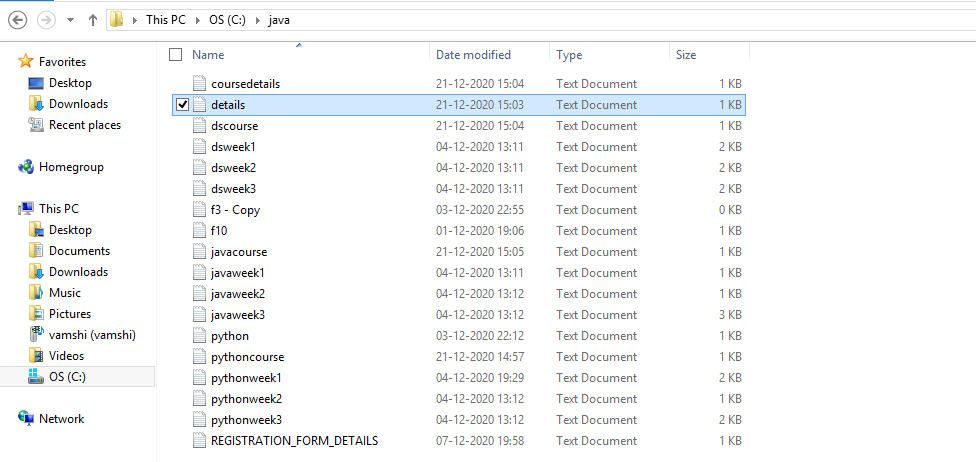 This PC OS (C:) java
Name Date modified Type Size
Favorites
Desktop
Downloads
Recent places
Homegroup
This PC
Desktop
Documents
Downloads
Music
Pictures
vamshi (vamshi)
Videos
OS (C:)
Network
coursedetails 21-12-2020 15:04 Text Document 1 KB
details 21-12-2020 15:03 Text Document 1 KB
dscourse 21-12-2020 15:04 Text Document 1 KB
dsweek1 04-12-2020 13:11 Text Document 2 KB
dsweek2 04-12-2020 13:11 Text Document 2 KB
dsweek3 04-12-2020 13:11 Text Document 2 KB
f3 - Copy 03-12-2020 22:55 Text Document 0 KB
f10 01-12-2020 19:06 Text Document 1 KB
javacourse 21-12-2020 15:05 Text Document 1 KB
javaweek1 04-12-2020 13:11 Text Document 1 KB
javaweek2 04-12-2020 13:12 Text Document 1 KB
javaweek3 04-12-2020 13:12 Text Document 3 KB
python 03-12-2020 22:12 Text Document 1 KB
pythoncourse 21-12-2020 14:57 Text Document 1 KB
pythonweek1 04-12-2020 19:29 Text Document 2 KB
pythonweek2 04-12-2020 13:12 Text Document 1 KB
pythonweek3 04-12-2020 13:12 Text Document 2 KB
REGISTRATION_FORM_DETAILS 07-12-2020 19:58 Text Document 1 KB